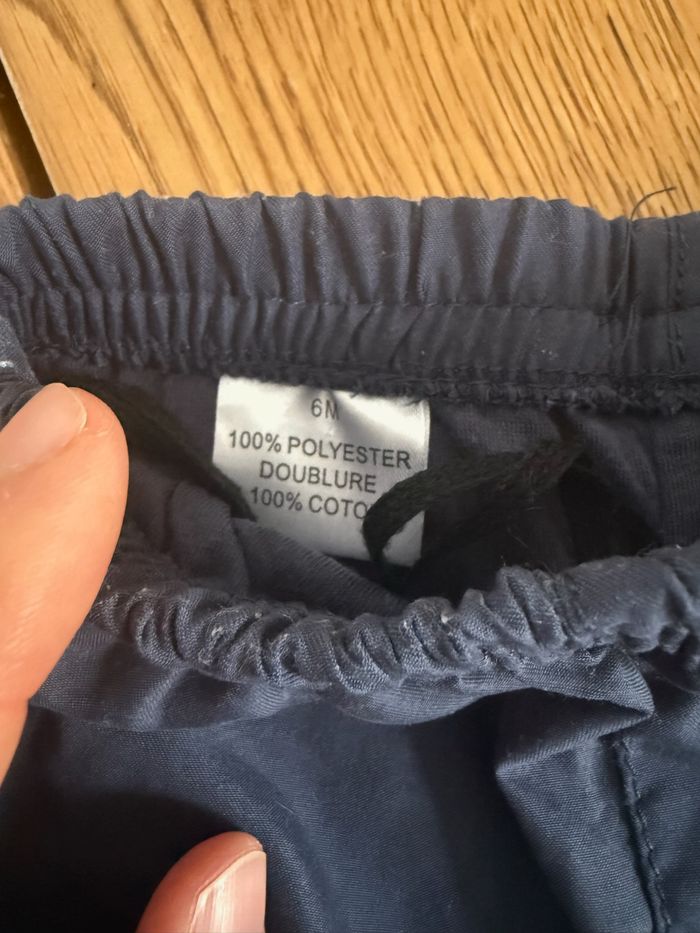 6M
100% POLYESTER
DOUBLURE
100% COTO